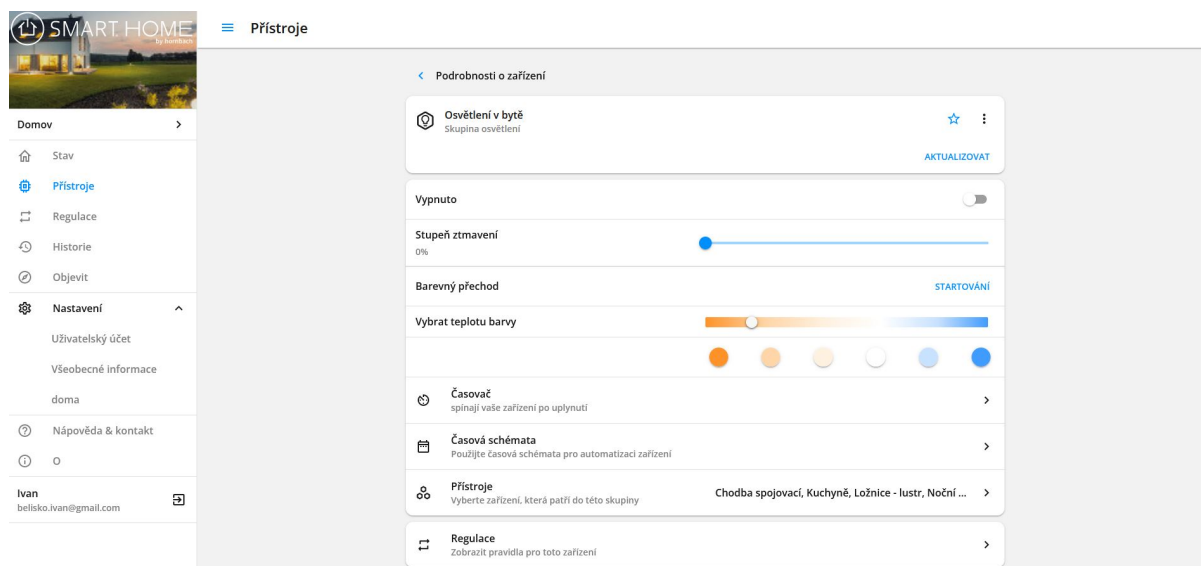 SMART HOME
by hornbach
Přístroje
Domov
Stav
Přístroje
Regulace
Historie
Objevit
Nastavení
Uživatelský účet
Všeobecné informace
doma
Nápověda & kontakt
O
Ivan
belisko.ivan@gmail.com
Podrobnosti o zařízení
Osvětlení v bytě
Skupina osvětlení
AKTUALIZOVAT
Vypnuto
Stupeň ztmavení
0%
Barevný přechod
STARTOVÁNÍ
Vybrat teplotu barvy
Časovač
spínají vaše zařízení po uplynutí
Časová schémata
Použijte časová schémata pro automatizaci zařízení
Přístroje
Vyberte zařízení, která patří do této skupiny
Chodba spojovací, Kuchyně, Ložnice - lustr, Noční ...
Regulace
Zobrazit pravidla pro toto zařízení